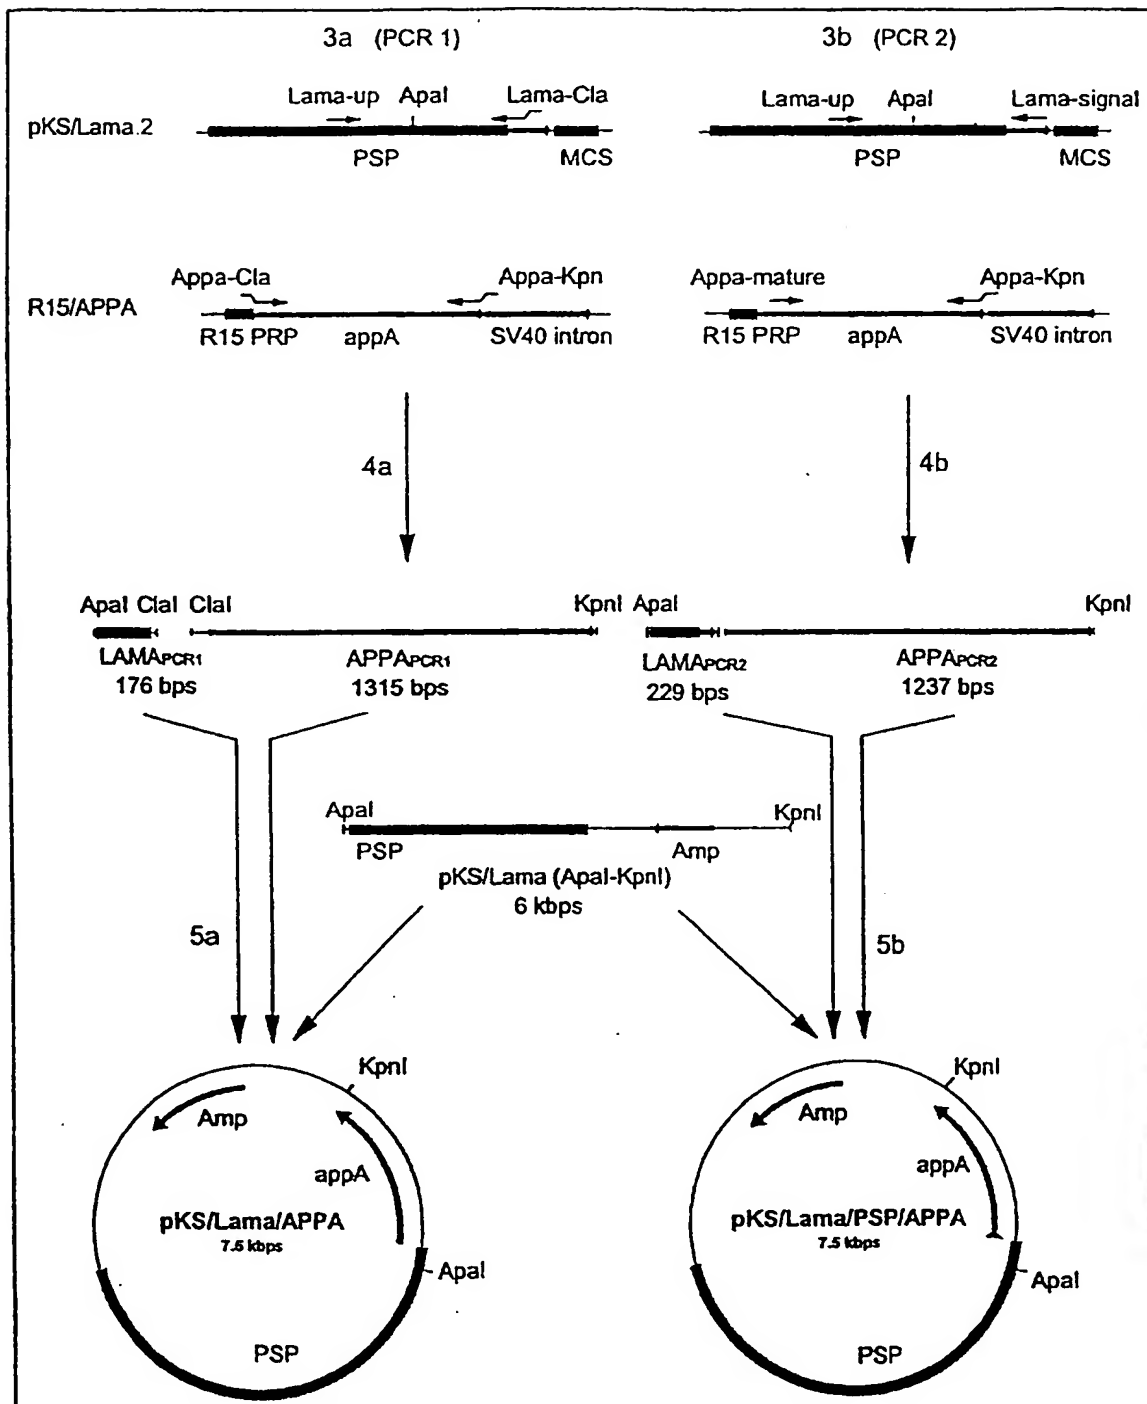 3a (PCR 1)
3b (PCR 2)
Lama-up ApaI Lama-Cla
Lama-up ApaI Lama-signal
pKS/Lama.2
PSP MCS
PSP MCS
Appa-Cla Appa-Kpn
Appa-mature Appa-Kpn
R15/APPA
R15 PRP appA SV40 intron
R15 PRP appA SV40 intron
4a
4b
ApaI ClaI ClaI KpnI
ApaI KpnI
LAMAPCR1 APPAPCR1
176 bps 1315 bps
LAMAPCR2 APPAPCR2
229 bps 1237 bps
ApaI KpnI
PSP Amp
pKS/Lama (ApaI-KpnI)
6 kbps
5a
5b
KpnI
Amp
appA
pKS/Lama/APPA
7.5 kbps
ApaI
PSP
KpnI
Amp
appA
pKS/Lama/PSP/APPA
7.5 kbps
ApaI
PSP